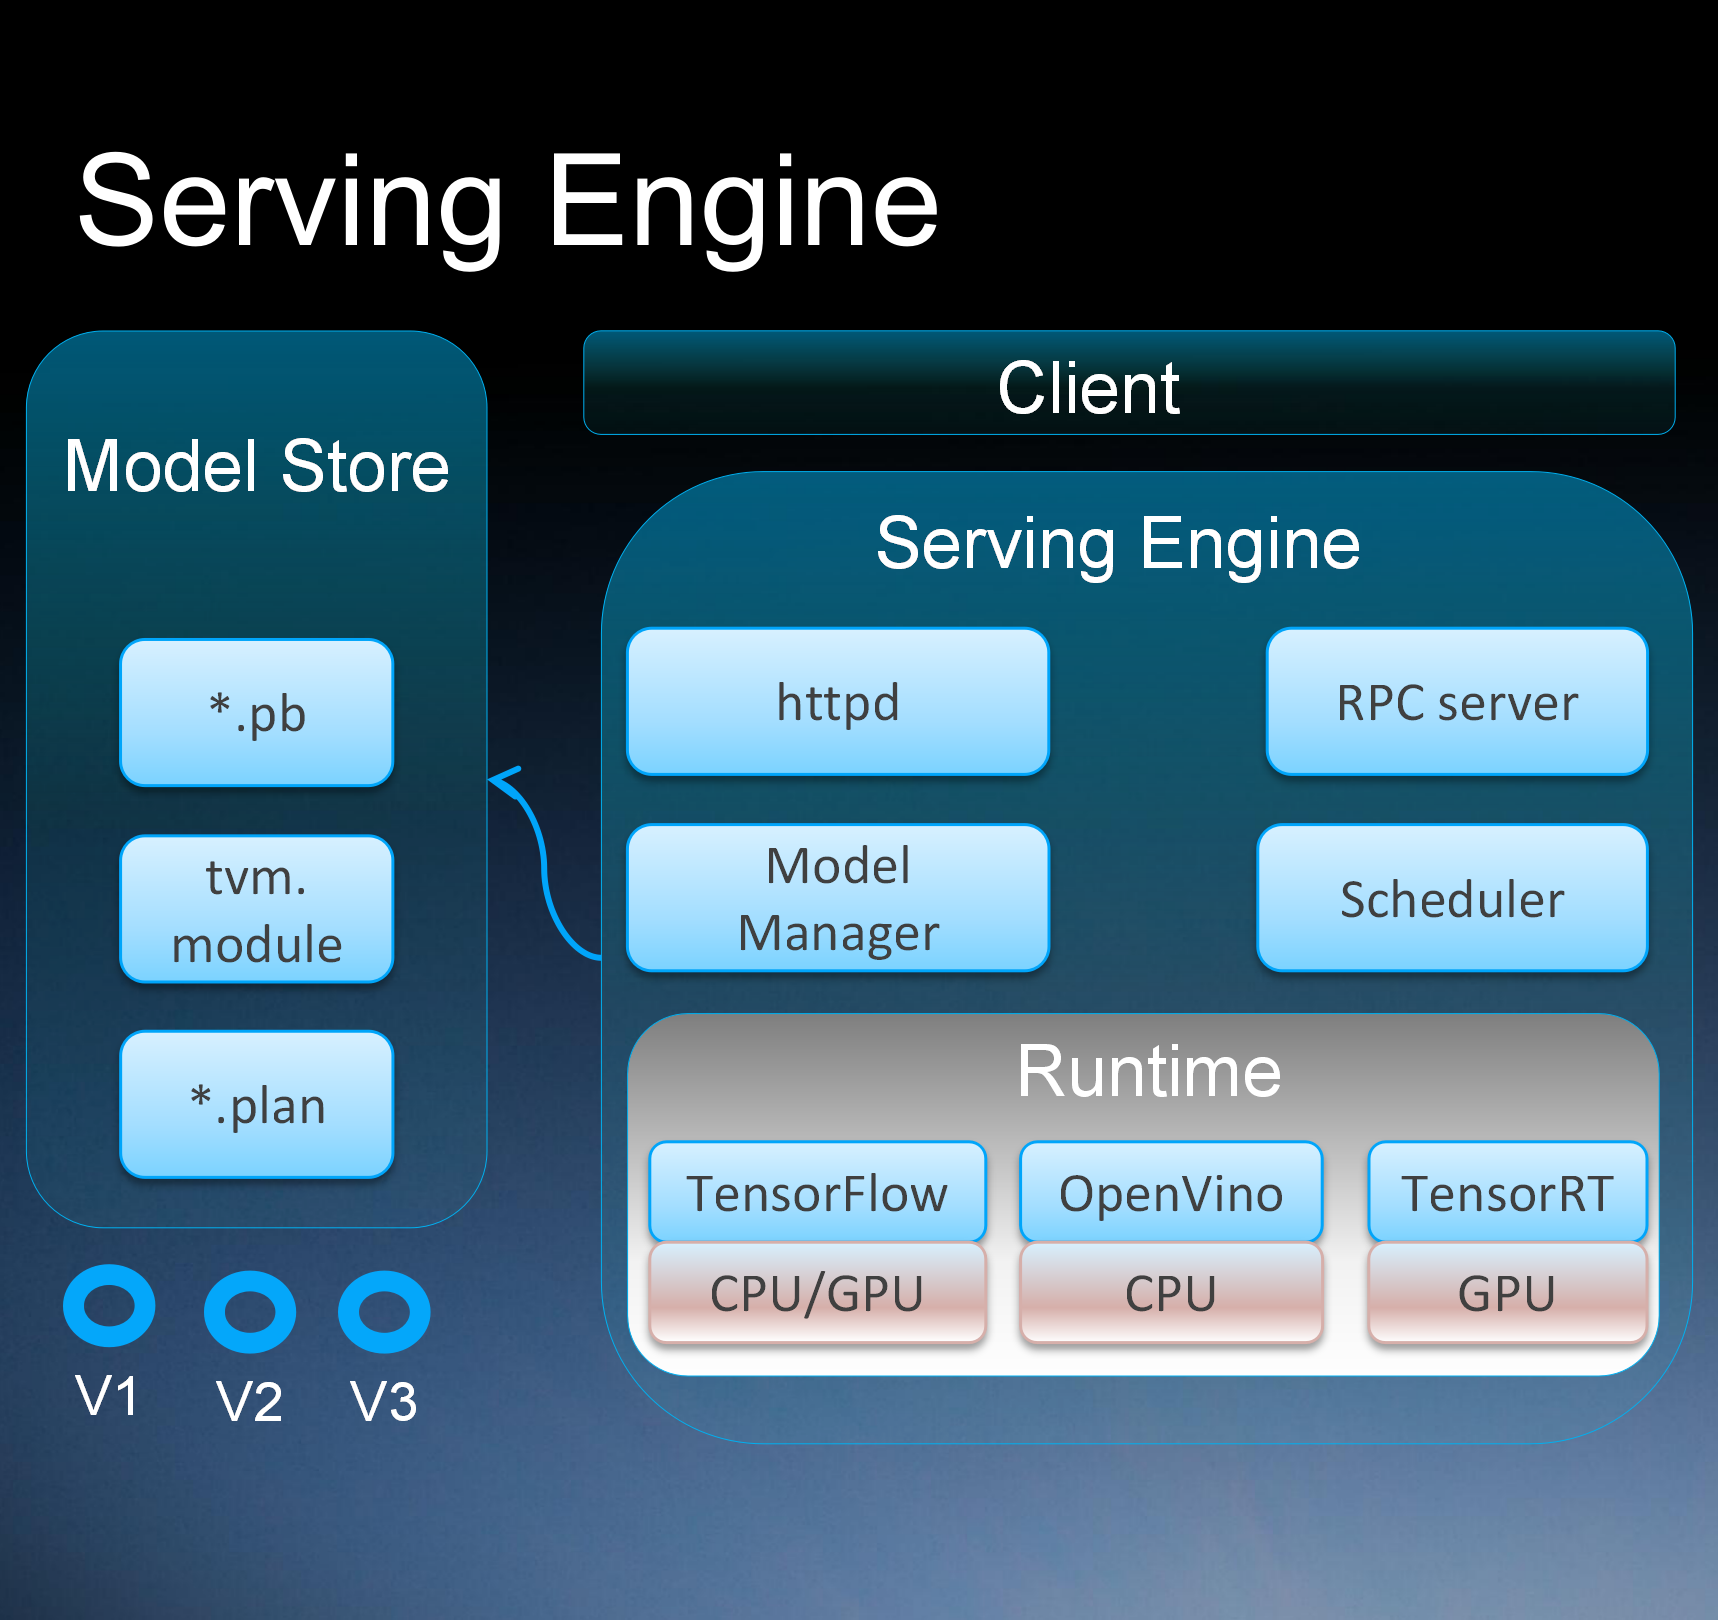 Serving Engine
Model Store
*.pb
tvm.
module
*.plan
V1
V2
V3
Client
Serving Engine
httpd
RPC server
Model
Manager
Scheduler
Runtime
TensorFlow
OpenVino
TensorRT
CPU/GPU
CPU
GPU